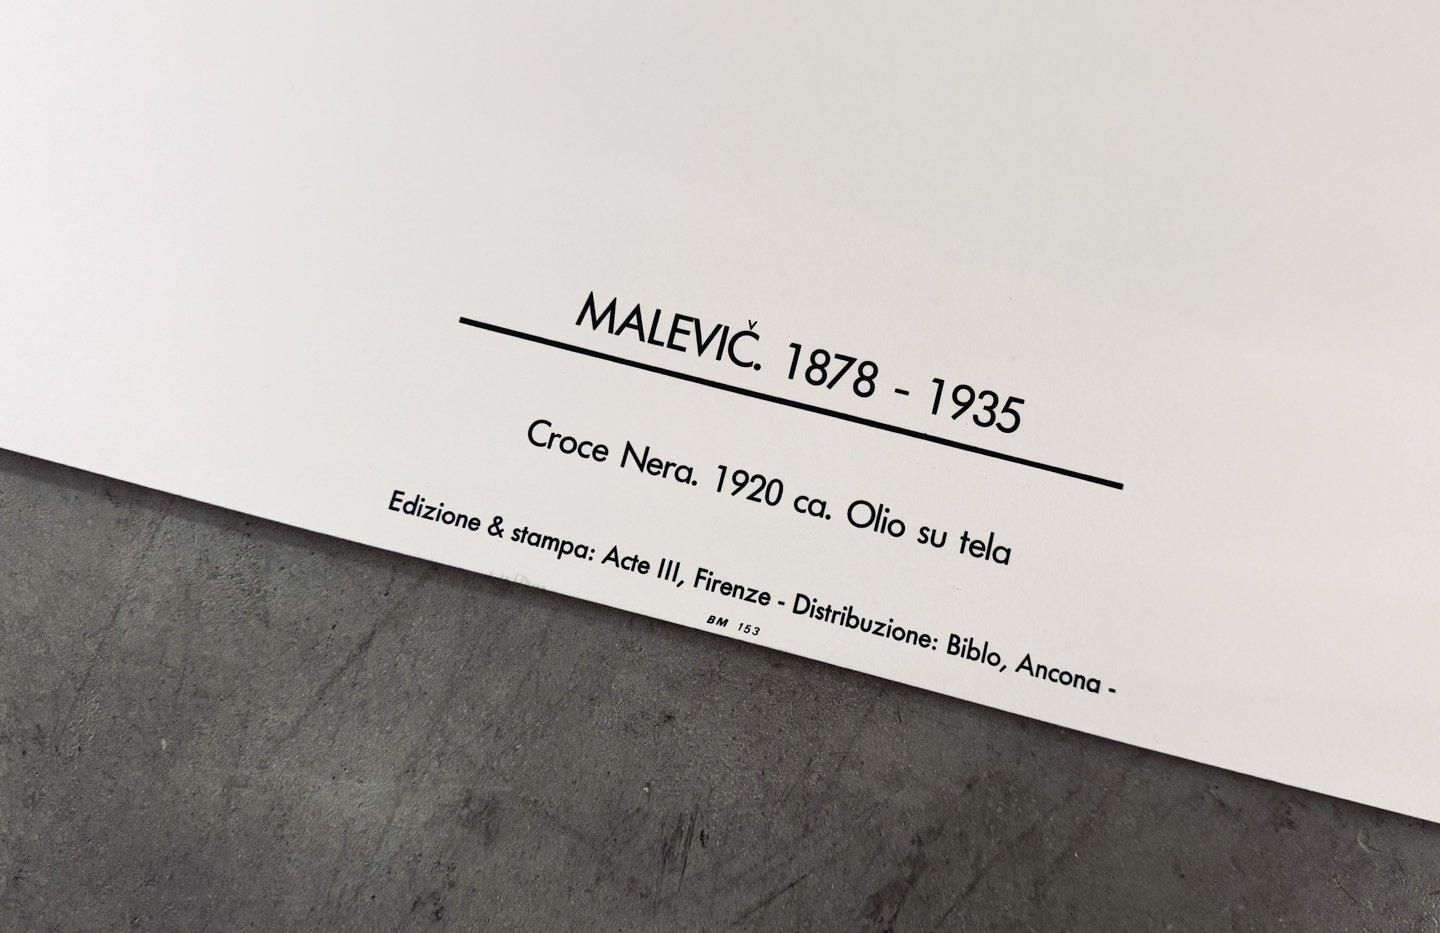 MALEVIČ. 1878 - 1935
Croce Nera. 1920 ca. Olio su tela
Edizione & stampa: Acte III, Firenze - Distribuzione: Biblo, Ancona -
BM 153